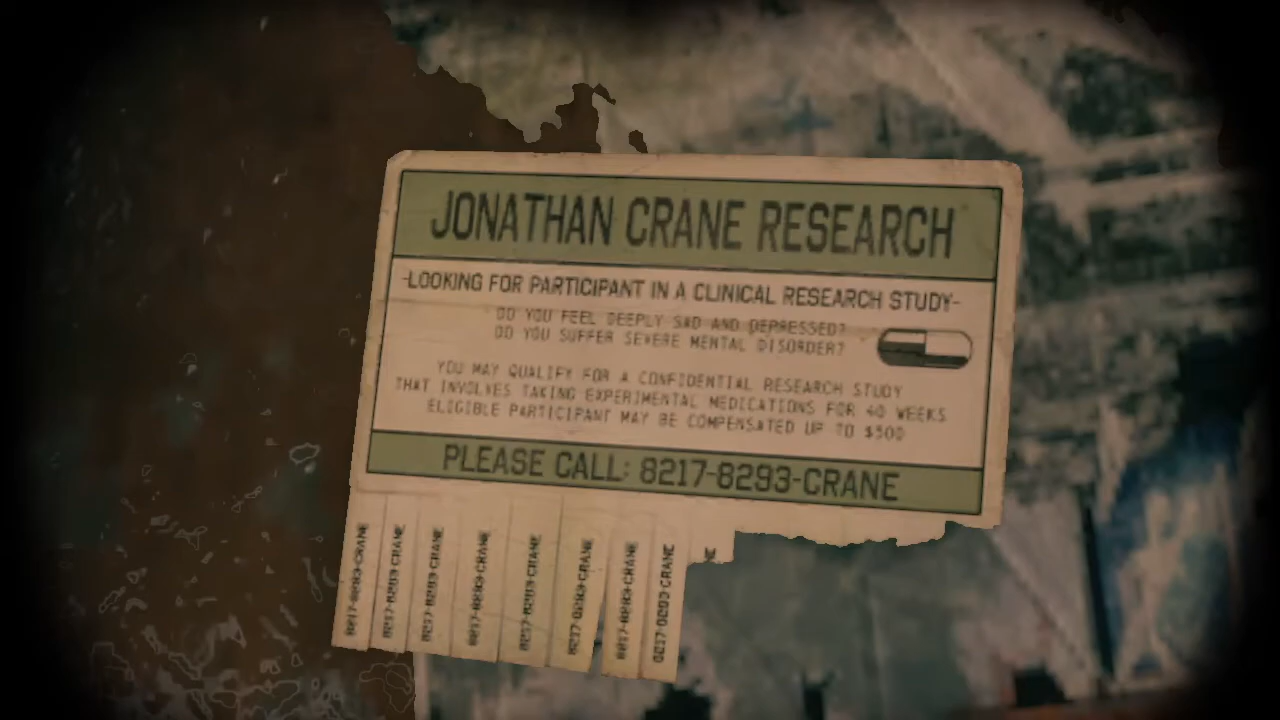 JONATHAN CRANE RESEARCH
-LOOKING FOR PARTICIPANT IN A CLINICAL RESEARCH STUDY-
DO YOU FEEL DEEPLY SAD AND DEPRESSED?
DO YOU SUFFER SEVERE MENTAL DISORDER?
YOU MAY QUALIFY FOR A CONFIDENTIAL RESEARCH STUDY
THAT INVOLVES TAKING EXPERIMENTAL MEDICATIONS FOR 40 WEEKS
ELIGIBLE PARTICIPANT MAY BE COMPENSATED UP TO $500
PLEASE CALL: 8217-8293-CRANE
8217-8293-CRANE
8217-8293-CRANE
8217-8293-CRANE
8217-8293-CRANE
8217-8293-CRANE
8217-8293-CRANE
8217-8293-CRANE
8217-8293-CRANE
NE